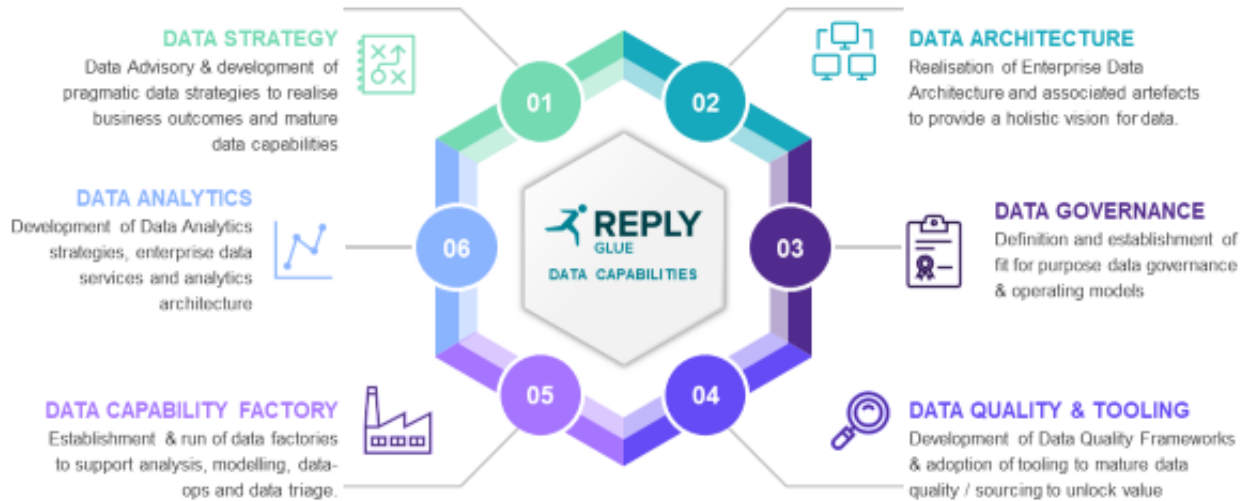 DATA STRATEGY
Data Advisory & development of
pragmatic data strategies to realise
business outcomes and mature
data capabilities
01
02
DATA ARCHITECTURE
Realisation of Enterprise Data
Architecture and associated artefacts
to provide a holistic vision for data.
DATA ANALYTICS
Development of Data Analytics
strategies, enterprise data
services and analytics
architecture
06
REPLY
GLUE
DATA CAPABILITIES
03
DATA GOVERNANCE
Definition and establishment of
fit for purpose data governance
& operating models
DATA CAPABILITY FACTORY
Establishment & run of data factories
to support analysis, modelling, data-
ops and data triage.
05
04
DATA QUALITY & TOOLING
Development of Data Quality Frameworks
& adoption of tooling to mature data
quality / sourcing to unlock value